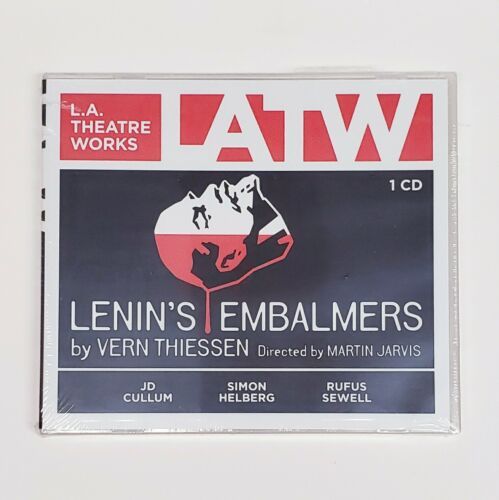 L.A.
THEATRE
WORKS
LATW
1 CD
LENIN'S EMBALMERS
by VERN THIESSEN Directed by MARTIN JARVIS
JD
CULLUM
SIMON
HELBERG
RUFUS
SEWELL